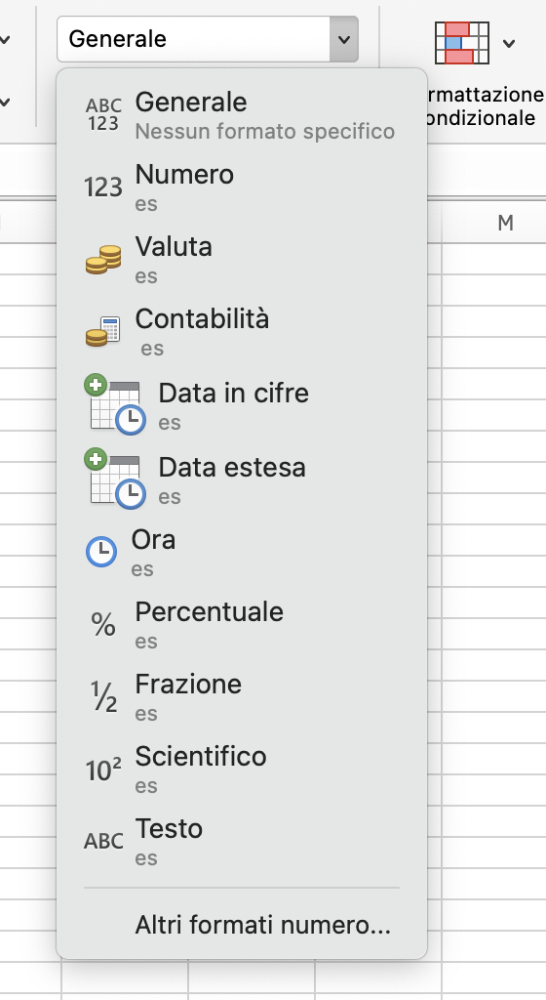 Generale
rmattazione
ondizionale
M
ABC
123
Generale
Nessun formato specifico
123
Numero
es
Valuta
es
Contabilità
es
Data in cifre
es
Data estesa
es
Ora
es
%
Percentuale
es
½
Frazione
es
10²
Scientifico
es
ABC
Testo
es
Altri formati numero...